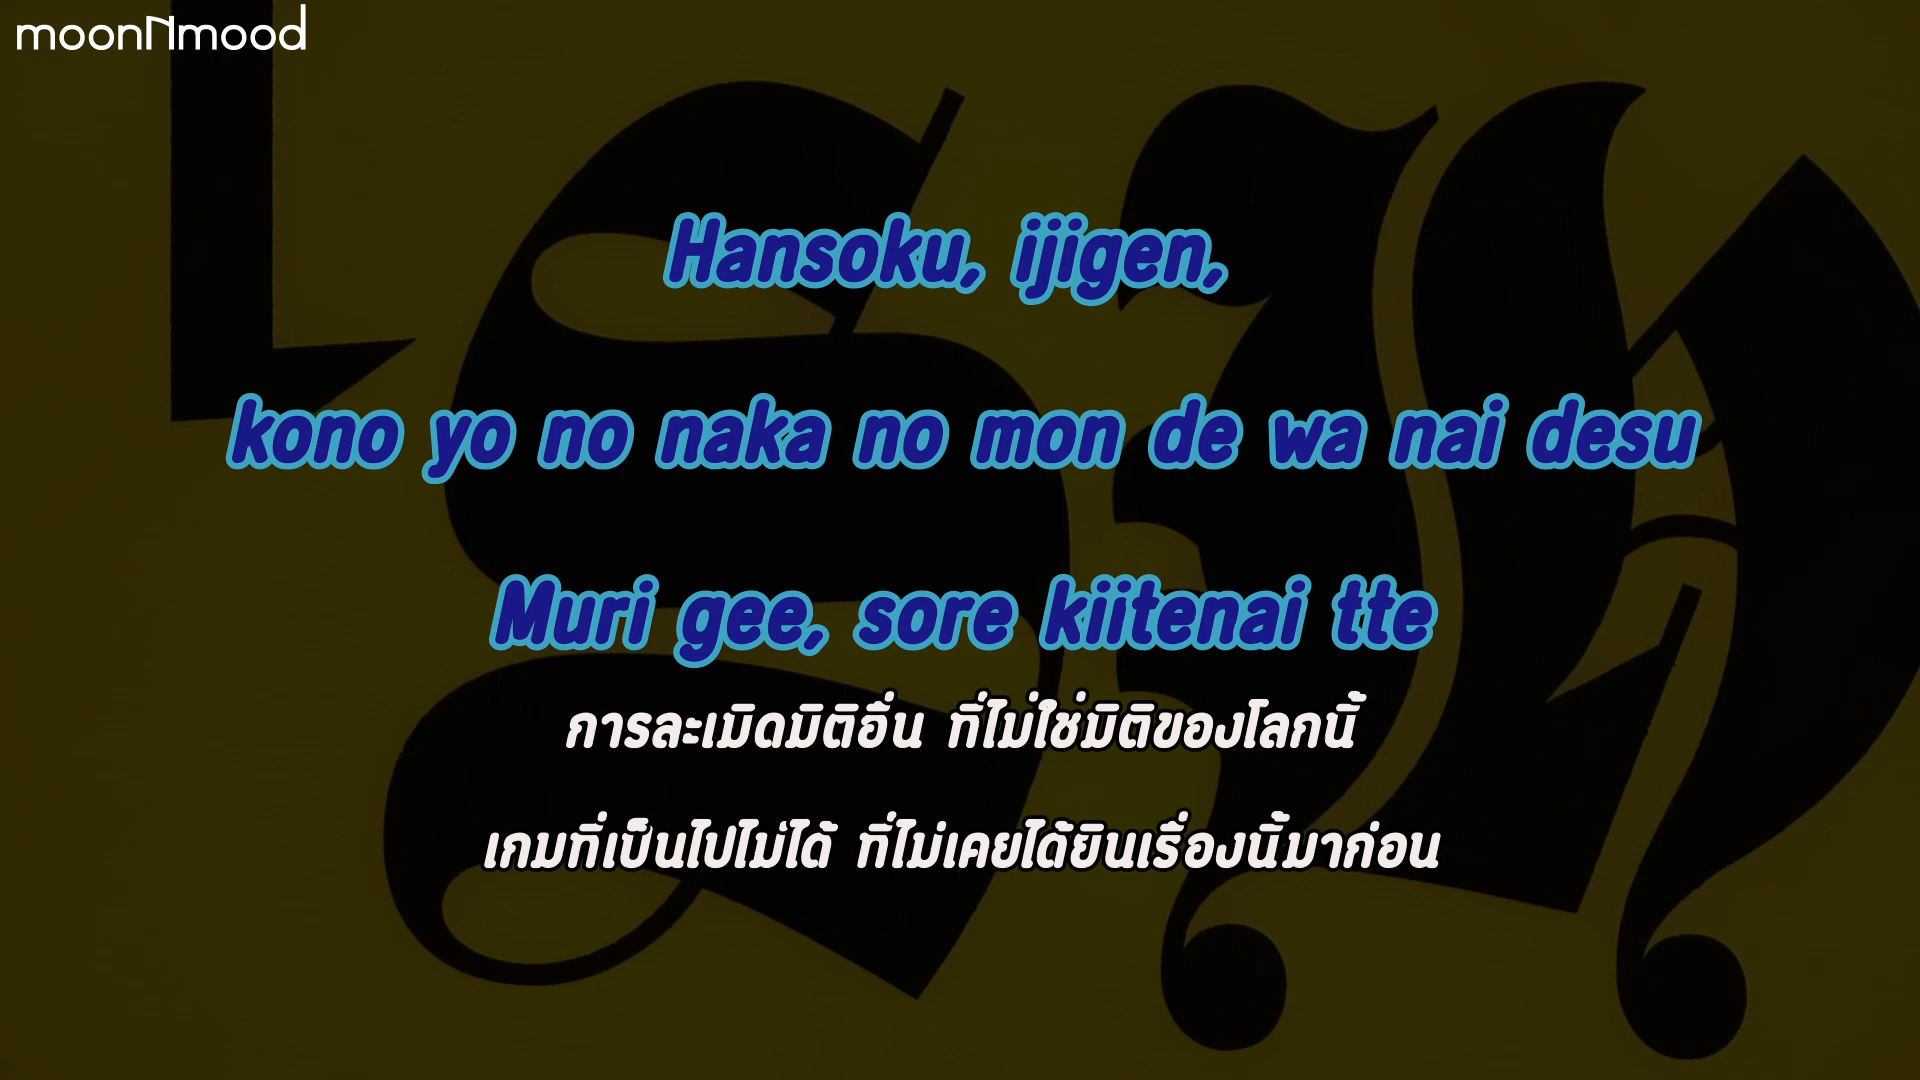 moonNmood
Hansoku, ijigen,
kono yo no naka no mon de wa nai desu
Muri gee, sore kiitenai tte
การละเมิดมิติอื่น ที่ไม่ใช่มิติของโลกนี้
เกมที่เป็นไปไม่ได้ ที่ไม่เคยได้ยินเรื่องนี้มาก่อน